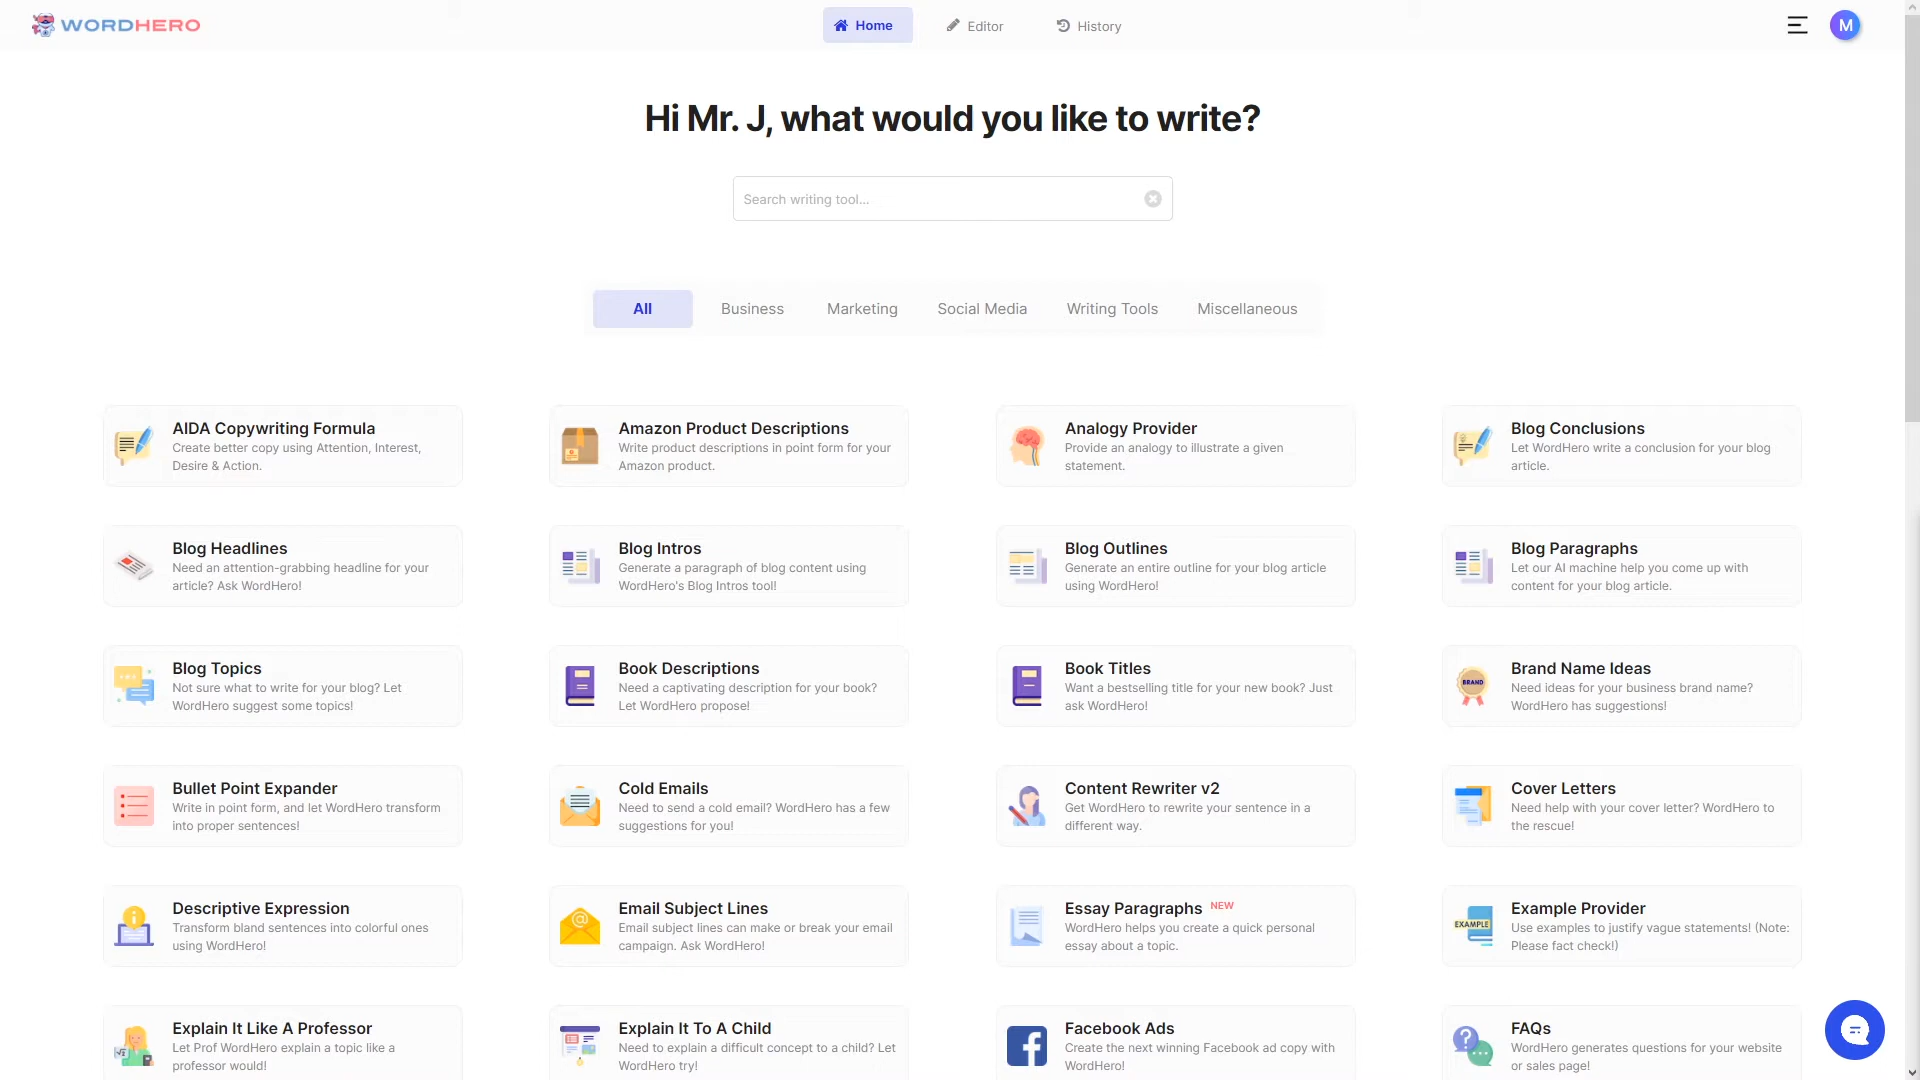 WORDHERO
Home
Editor
History
M
Hi Mr. J, what would you like to write?
Search writing tool...
All
Business
Marketing
Social Media
Writing Tools
Miscellaneous
AIDA Copywriting Formula
Create better copy using Attention, Interest,
Desire & Action.
Amazon Product Descriptions
Write product descriptions in point form for your
Amazon product.
Analogy Provider
Provide an analogy to illustrate a given
statement.
Blog Conclusions
Let WordHero write a conclusion for your blog
article.
Blog Headlines
Need an attention-grabbing headline for your
article? Ask WordHero!
Blog Intros
Generate a paragraph of blog content using
WordHero's Blog Intros tool!
Blog Outlines
Generate an entire outline for your blog article
using WordHero!
Blog Paragraphs
Let our AI machine help you come up with
content for your blog article.
Blog Topics
Not sure what to write for your blog? Let
WordHero suggest some topics!
Book Descriptions
Need a captivating description for your book?
Let WordHero propose!
Book Titles
Want a bestselling title for your new book? Just
ask WordHero!
BRAND
Brand Name Ideas
Need ideas for your business brand name?
WordHero has suggestions!
Bullet Point Expander
Write in point form, and let WordHero transform
into proper sentences!
Cold Emails
Need to send a cold email? WordHero has a few
suggestions for you!
Content Rewriter v2
Get WordHero to rewrite your sentence in a
different way.
Cover Letters
Need help with your cover letter? WordHero to
the rescue!
Descriptive Expression
Transform bland sentences into colorful ones
using WordHero!
Email Subject Lines
Email subject lines can make or break your email
campaign. Ask WordHero!
Essay Paragraphs NEW
WordHero helps you create a quick personal
essay about a topic.
EXAMPLE
Example Provider
Use examples to justify vague statements! (Note:
Please fact check!)
Explain It Like A Professor
Let Prof WordHero explain a topic like a
professor would!
Explain It To A Child
Need to explain a difficult concept to a child? Let
WordHero try!
Facebook Ads
Create the next winning Facebook ad copy with
WordHero!
FAQs
WordHero generates questions for your website
or sales page!